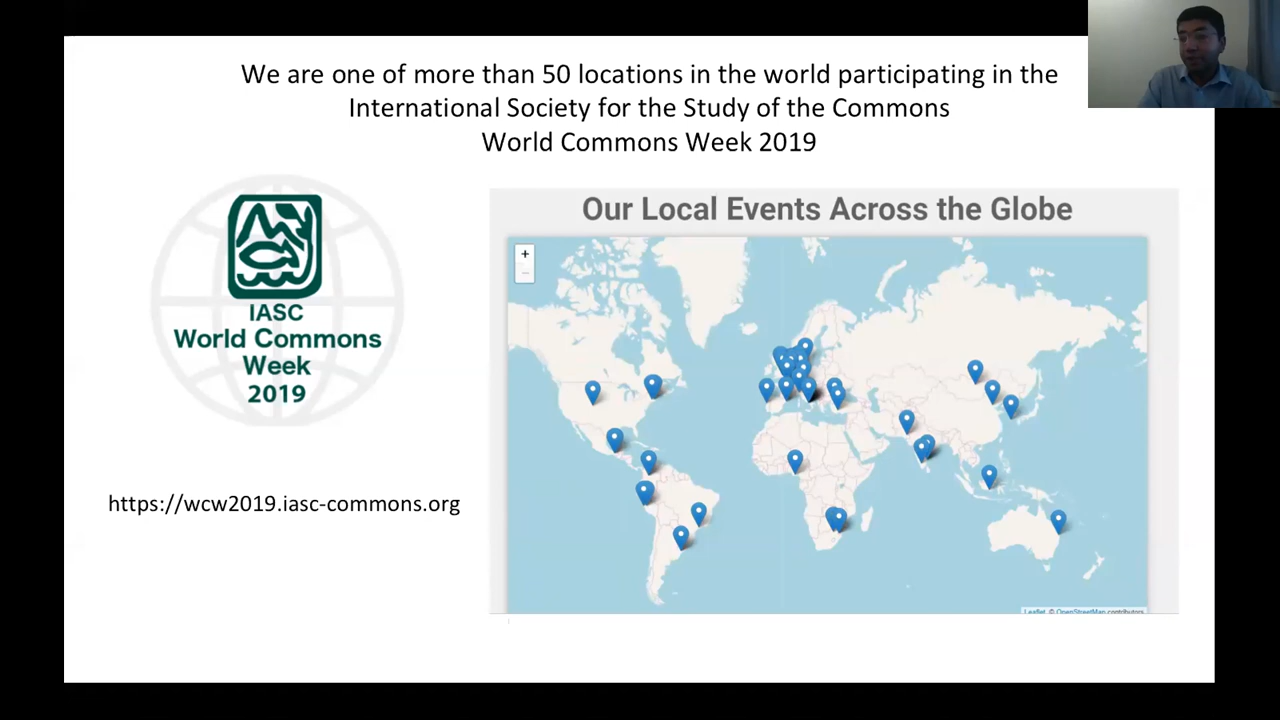 We are one of more than 50 locations in the world participating in the
International Society for the Study of the Commons
World Commons Week 2019
IASC
World Commons
Week
2019
https://wcw2019.iasc-commons.org
Our Local Events Across the Globe
+
−
Leaflet | © OpenStreetMap contributors